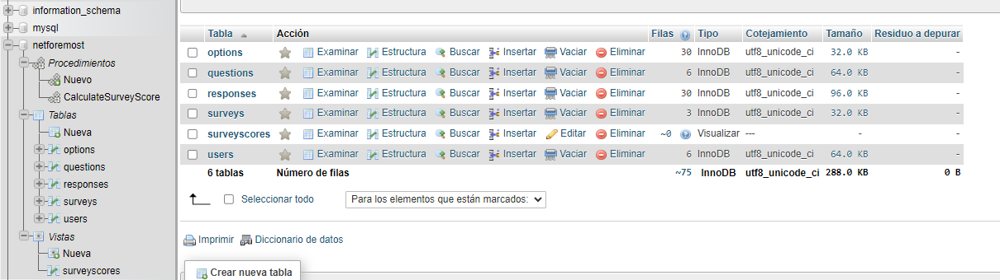 information_schema
mysql
netforemost
Procedimientos
Nuevo
CalculateSurveyScore
Tablas
Nueva
options
questions
responses
surveys
users
Vistas
Nueva
surveyscores
Tabla Acción Filas Tipo Cotejamiento Tamaño Residuo a depurar
options Examinar Estructura Buscar Insertar Vaciar Eliminar 30 InnoDB utf8_unicode_ci 32.0 KB -
questions Examinar Estructura Buscar Insertar Vaciar Eliminar 6 InnoDB utf8_unicode_ci 64.0 KB -
responses Examinar Estructura Buscar Insertar Vaciar Eliminar 30 InnoDB utf8_unicode_ci 96.0 KB -
surveys Examinar Estructura Buscar Insertar Vaciar Eliminar 3 InnoDB utf8_unicode_ci 32.0 KB -
surveyscores Examinar Estructura Buscar Insertar Editar Eliminar ~0 Visualizar --- - -
users Examinar Estructura Buscar Insertar Vaciar Eliminar 6 InnoDB utf8_unicode_ci 64.0 KB -
6 tablas Número de filas ~75 InnoDB utf8_unicode_ci 288.0 KB 0 B
Seleccionar todo Para los elementos que están marcados:
Imprimir Diccionario de datos
Crear nueva tabla